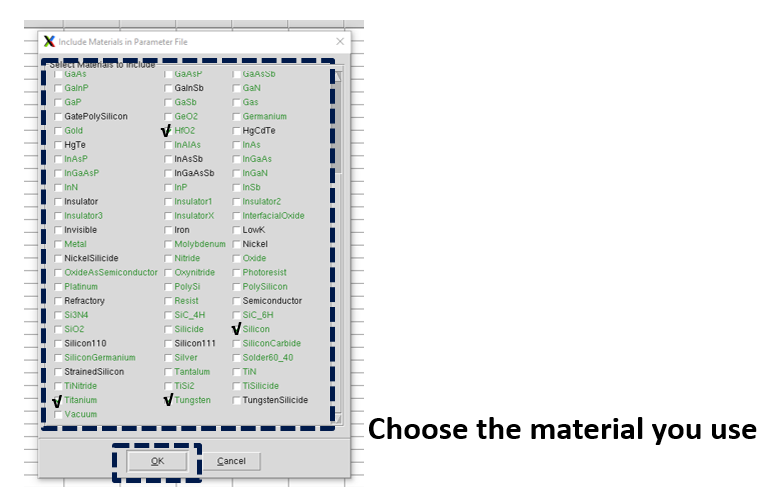 Include Materials in Parameter File
Select Materials to Include
GaAs GaAsP GaAsSb
GaInP GaInSb GaN
GaP GaSb Gas
GatePolySilicon GeO2 Germanium
Gold HfO2 HgCdTe
HgTe InAlAs InAs
InAsP InAsSb InGaAs
InGaAsP InGaAsSb InGaN
InN InP InSb
Insulator Insulator1 Insulator2
Insulator3 InsulatorX InterfacialOxide
Invisible Iron LowK
Metal Molybdenum Nickel
NickelSilicide Nitride Oxide
OxideAsSemiconductor Oxynitride Photoresist
Platinum PolySi PolySilicon
Refractory Resist Semiconductor
Si3N4 SiC_4H SiC_6H
SiO2 Silicide Silicon
Silicon110 Silicon111 SiliconCarbide
SiliconGermanium Silver Solder60_40
StrainedSilicon Tantalum TiN
TiNitride TiSi2 TiSilicide
Titanium Tungsten TungstenSilicide
Vacuum
OK Cancel
Choose the material you use